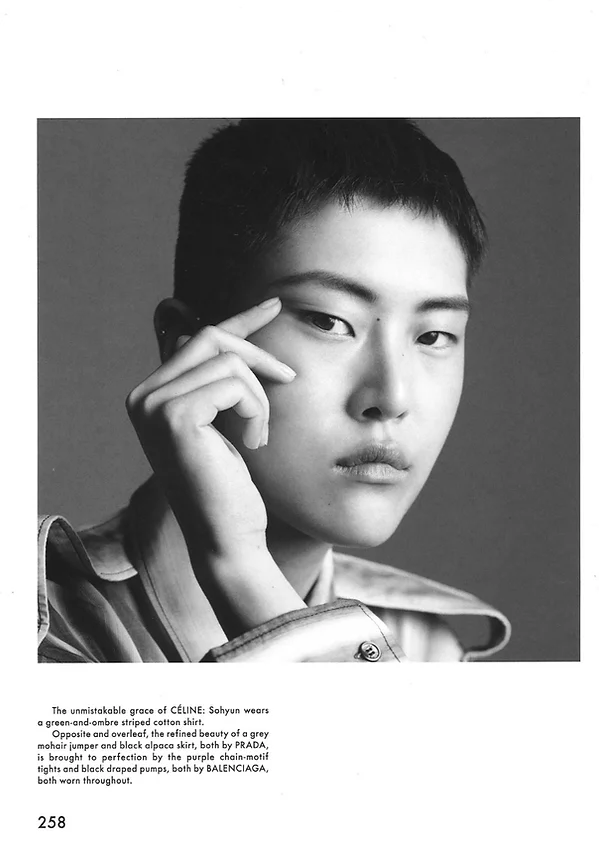 The unmistakable grace of CÉLINE: Sohyun wears
a green-and-ombre striped cotton shirt.
Opposite and overleaf, the refined beauty of a grey
mohair jumper and black alpaca skirt, both by PRADA,
is brought to perfection by the purple chain-motif
tights and black draped pumps, both by BALENCIAGA,
both worn throughout.
258